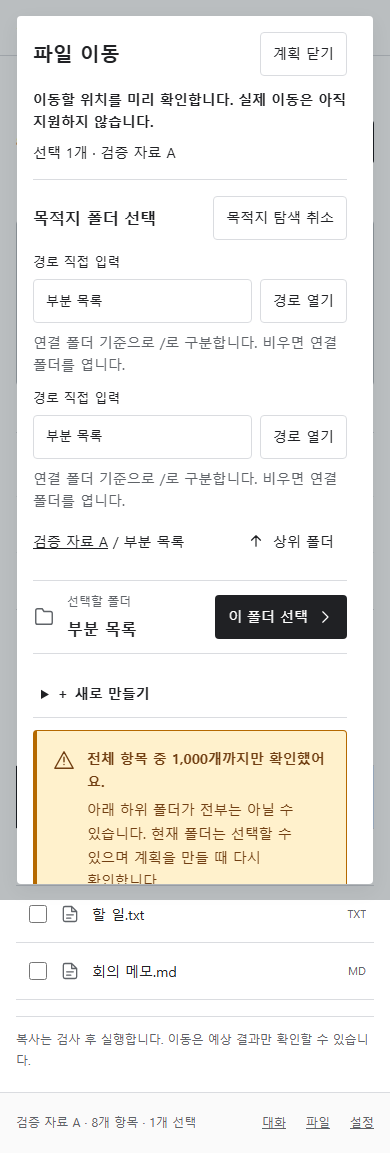 파일 이동
계획 닫기
이동할 위치를 미리 확인합니다. 실제 이동은 아직
지원하지 않습니다.
선택 1개 · 검증 자료 A
목적지 폴더 선택
목적지 탐색 취소
경로 직접 입력
부분 목록
경로 열기
연결 폴더 기준으로 /로 구분합니다. 비우면 연결
폴더를 엽니다.
경로 직접 입력
부분 목록
경로 열기
연결 폴더 기준으로 /로 구분합니다. 비우면 연결
폴더를 엽니다.
검증 자료 A / 부분 목록
↑ 상위 폴더
선택할 폴더
부분 목록
이 폴더 선택
▶ + 새로 만들기
전체 항목 중 1,000개까지만 확인했어
요.
아래 하위 폴더가 전부는 아닐 수
있습니다. 현재 폴더는 선택할 수
있으며 계획을 만들 때 다시
확인합니다
할 일.txt
TXT
회의 메모.md
MD
복사는 검사 후 실행합니다. 이동은 예상 결과만 확인할 수 있습니
다.
검증 자료 A · 8개 항목 · 1개 선택
대화
파일
설정